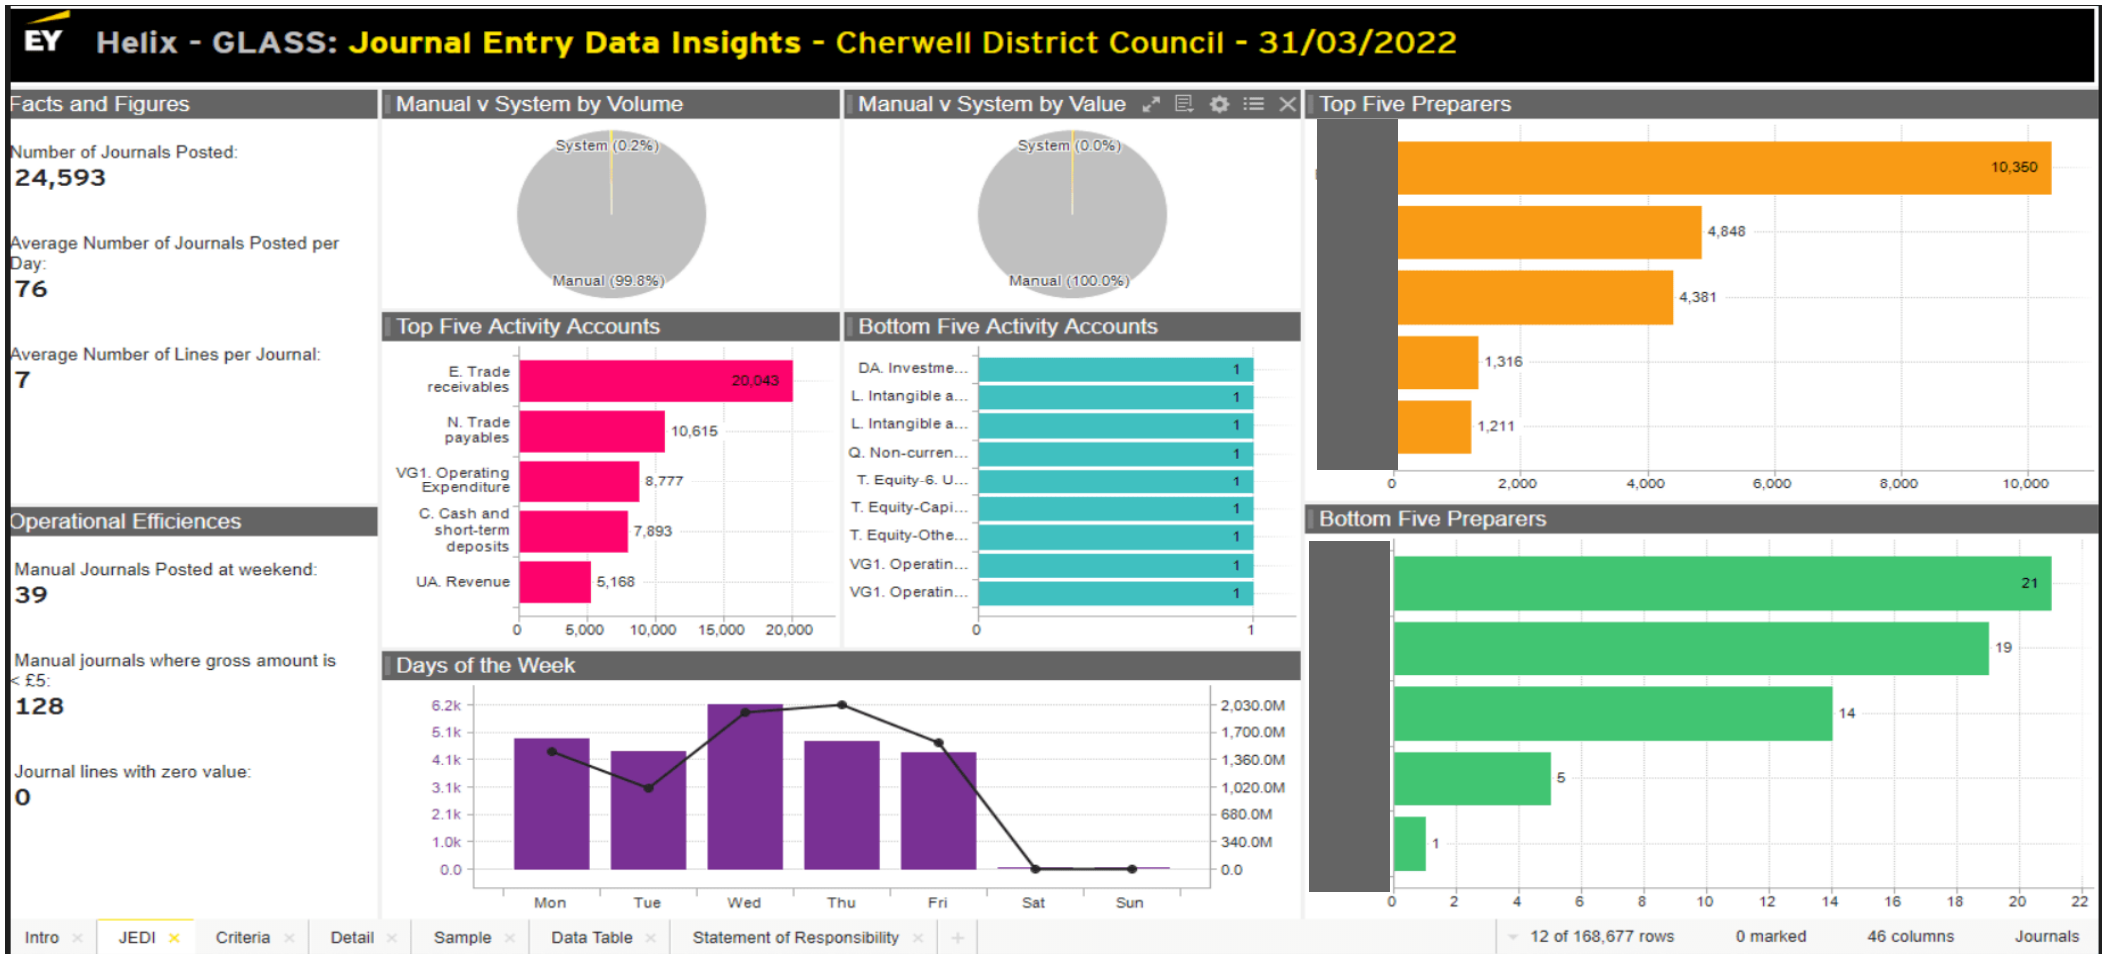 EY Helix - GLASS: Journal Entry Data Insights - Cherwell District Council - 31/03/2022
Facts and Figures
Number of Journals Posted:
24,593
Average Number of Journals Posted per
Day:
76
Average Number of Lines per Journal:
7
Operational Efficiences
Manual Journals Posted at weekend:
39
Manual journals where gross amount is
< £5:
128
Journal lines with zero value:
0
Manual v System by Volume
System (0.2%)
Manual (99.8%)
Manual v System by Value
System (0.0%)
Manual (100.0%)
Top Five Activity Accounts
E. Trade
receivables
20,043
N. Trade
payables
10,615
VG1. Operating
Expenditure
8,777
C. Cash and
short-term
deposits
7,893
UA. Revenue
5,168
0 5,000 10,000 15,000 20,000
Bottom Five Activity Accounts
DA. Investme... 1
L. Intangible a... 1
L. Intangible a... 1
Q. Non-curren... 1
T. Equity-6. U... 1
T. Equity-Capi... 1
T. Equity-Othe... 1
VG1. Operatin... 1
VG1. Operatin... 1
0 1
Days of the Week
6.2k 2,030.0M
5.1k 1,700.0M
4.1k 1,360.0M
3.1k 1,020.0M
2.1k 680.0M
1.0k 340.0M
0.0 0.0
Mon Tue Wed Thu Fri Sat Sun
Top Five Preparers
10,350
4,848
4,381
1,316
1,211
0 2,000 4,000 6,000 8,000 10,000
Bottom Five Preparers
21
19
14
5
1
0 2 4 6 8 10 12 14 16 18 20 22
Intro JEDI Criteria Detail Sample Data Table Statement of Responsibility 12 of 168,677 rows 0 marked 46 columns Journals